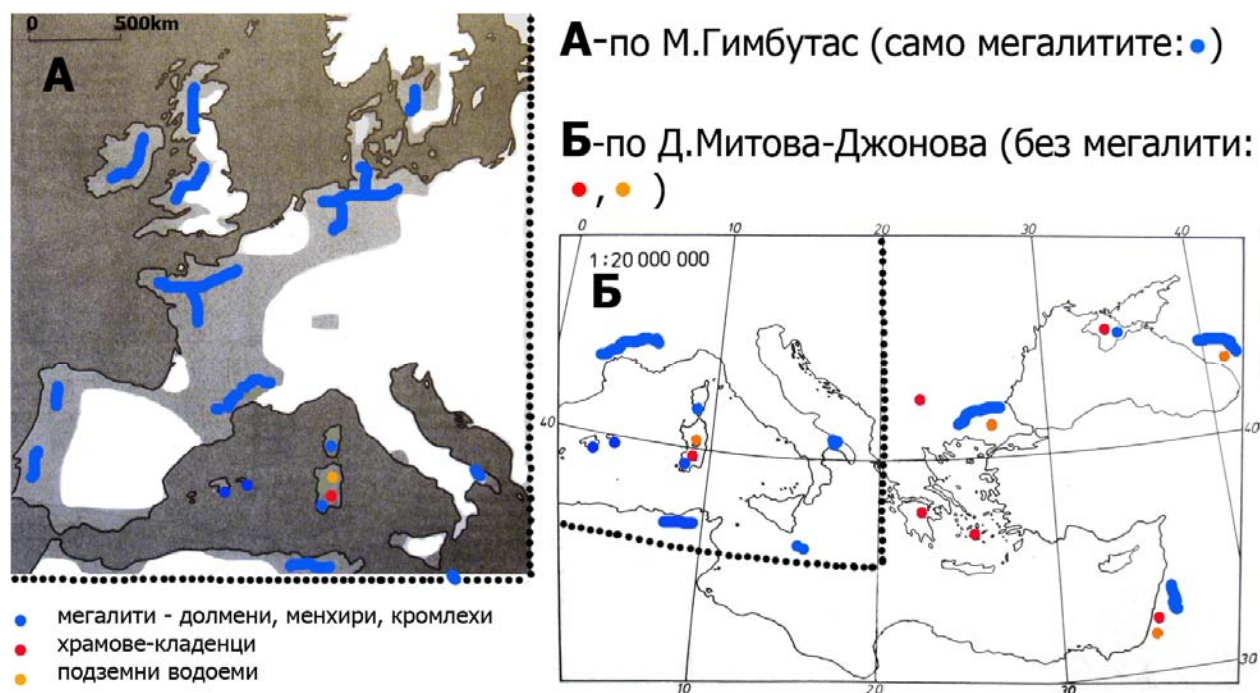 0 500km
А
А-по М.Гимбутас (само мегалитите: )
Б-по Д.Митова-Джонова (без мегалити:
, )
0 10 20 30 40
1:20 000 000
Б
40
40
30
10 20 30
мегалити - долмени, менхири, кромлехи
храмове-кладенци
подземни водоеми